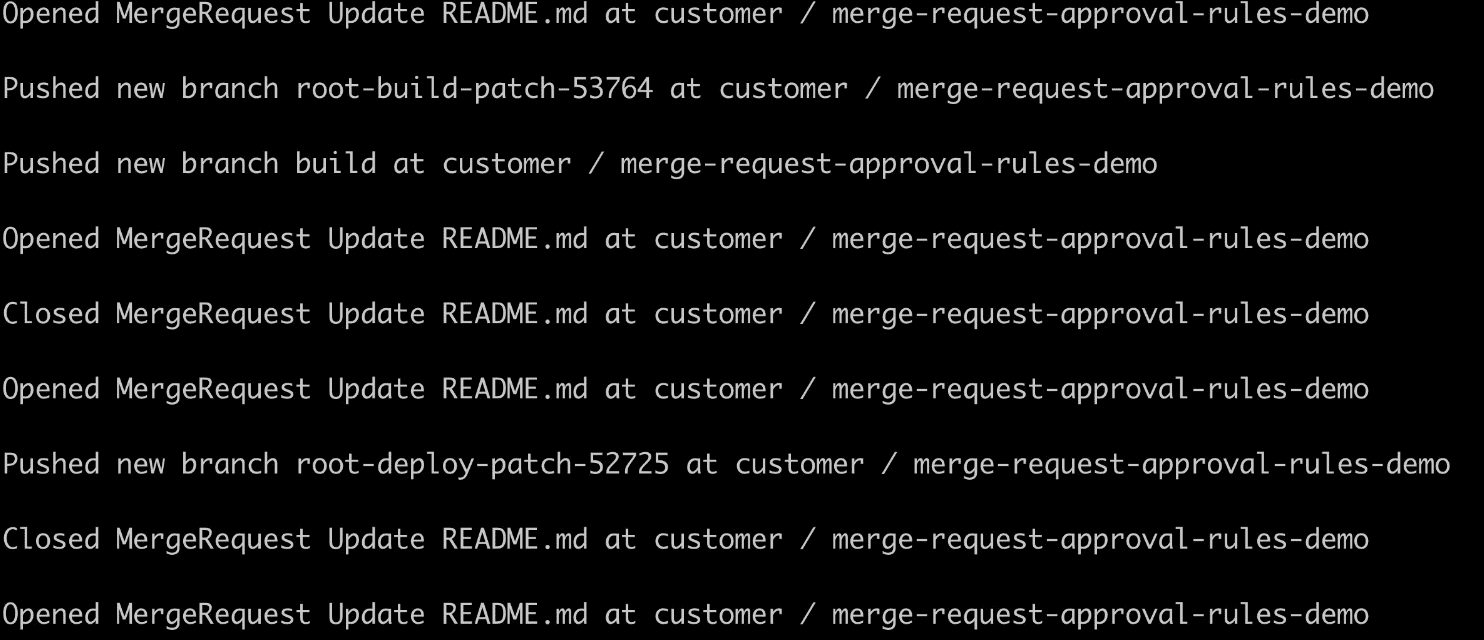 Opened MergeRequest Update README.md at customer / merge-request-approval-rules-demo
Pushed new branch root-build-patch-53764 at customer / merge-request-approval-rules-demo
Pushed new branch build at customer / merge-request-approval-rules-demo
Opened MergeRequest Update README.md at customer / merge-request-approval-rules-demo
Closed MergeRequest Update README.md at customer / merge-request-approval-rules-demo
Opened MergeRequest Update README.md at customer / merge-request-approval-rules-demo
Pushed new branch root-deploy-patch-52725 at customer / merge-request-approval-rules-demo
Closed MergeRequest Update README.md at customer / merge-request-approval-rules-demo
Opened MergeRequest Update README.md at customer / merge-request-approval-rules-demo